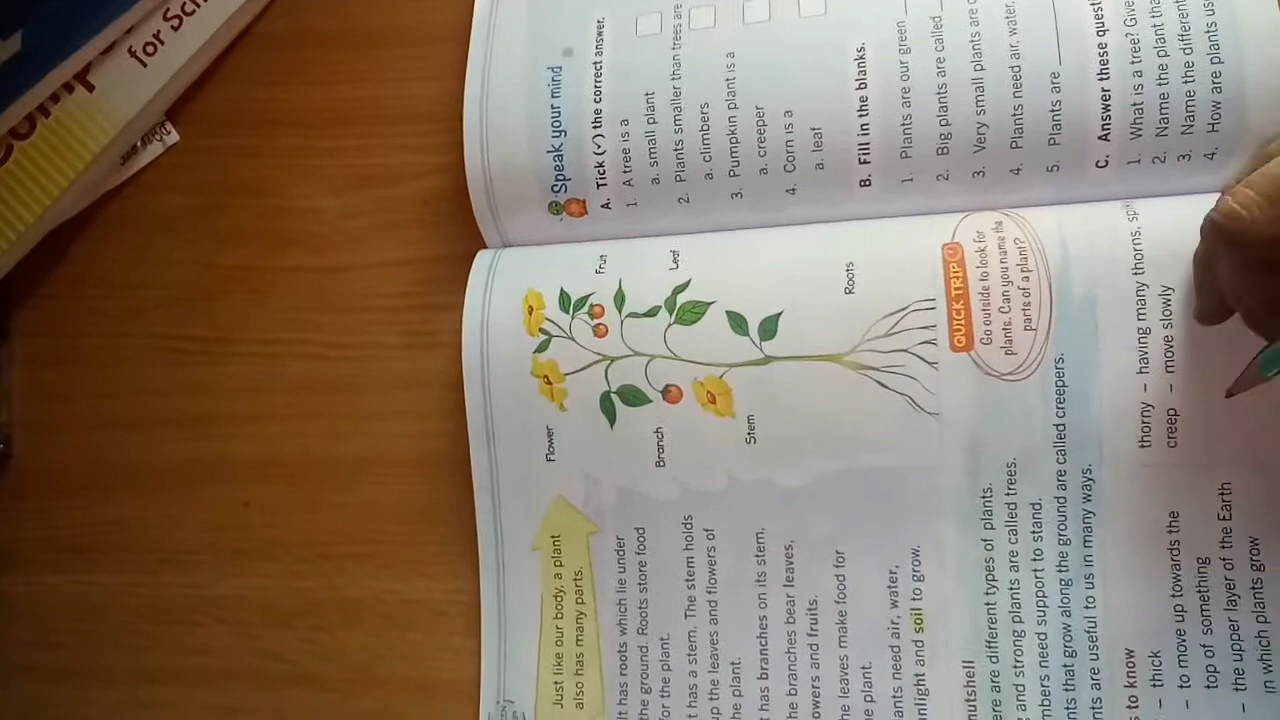 for Sch
Just like our body, a plant
also has many parts.
It has roots which lie under
the ground. Roots store food
for the plant.
t has a stem. The stem holds
up the leaves and flowers of
he plant.
t has branches on its stem.
he branches bear leaves,
owers and fruits.
he leaves make food for
e plant.
ants need air, water,
nlight and soil to grow.
Flower
Branch
Stem
Fruit
Leaf
Roots
QUICK TRIP
Go outside to look for
plants. Can you name the
parts of a plant?
nutshell
ere are different types of plants.
and strong plants are called trees.
mbers need support to stand.
nts that grow along the ground are called creepers.
nts are useful to us in many ways.
s to know
– thick
– to move up towards the
top of something
– the upper layer of the Earth
in which plants grow
thorny – having many thorns, spi
creep – move slowly
Speak your mind
A. Tick (✓) the correct answer.
1. A tree is a
a. small plant
2. Plants smaller than trees are
a. climbers
3. Pumpkin plant is a
a. creeper
4. Corn is a
a. leaf
B. Fill in the blanks.
1. Plants are our green
2. Big plants are called
3. Very small plants are c
4. Plants need air, water,
5. Plants are
C. Answer these questi
1. What is a tree? Give
2. Name the plant tha
3. Name the different
4. How are plants us